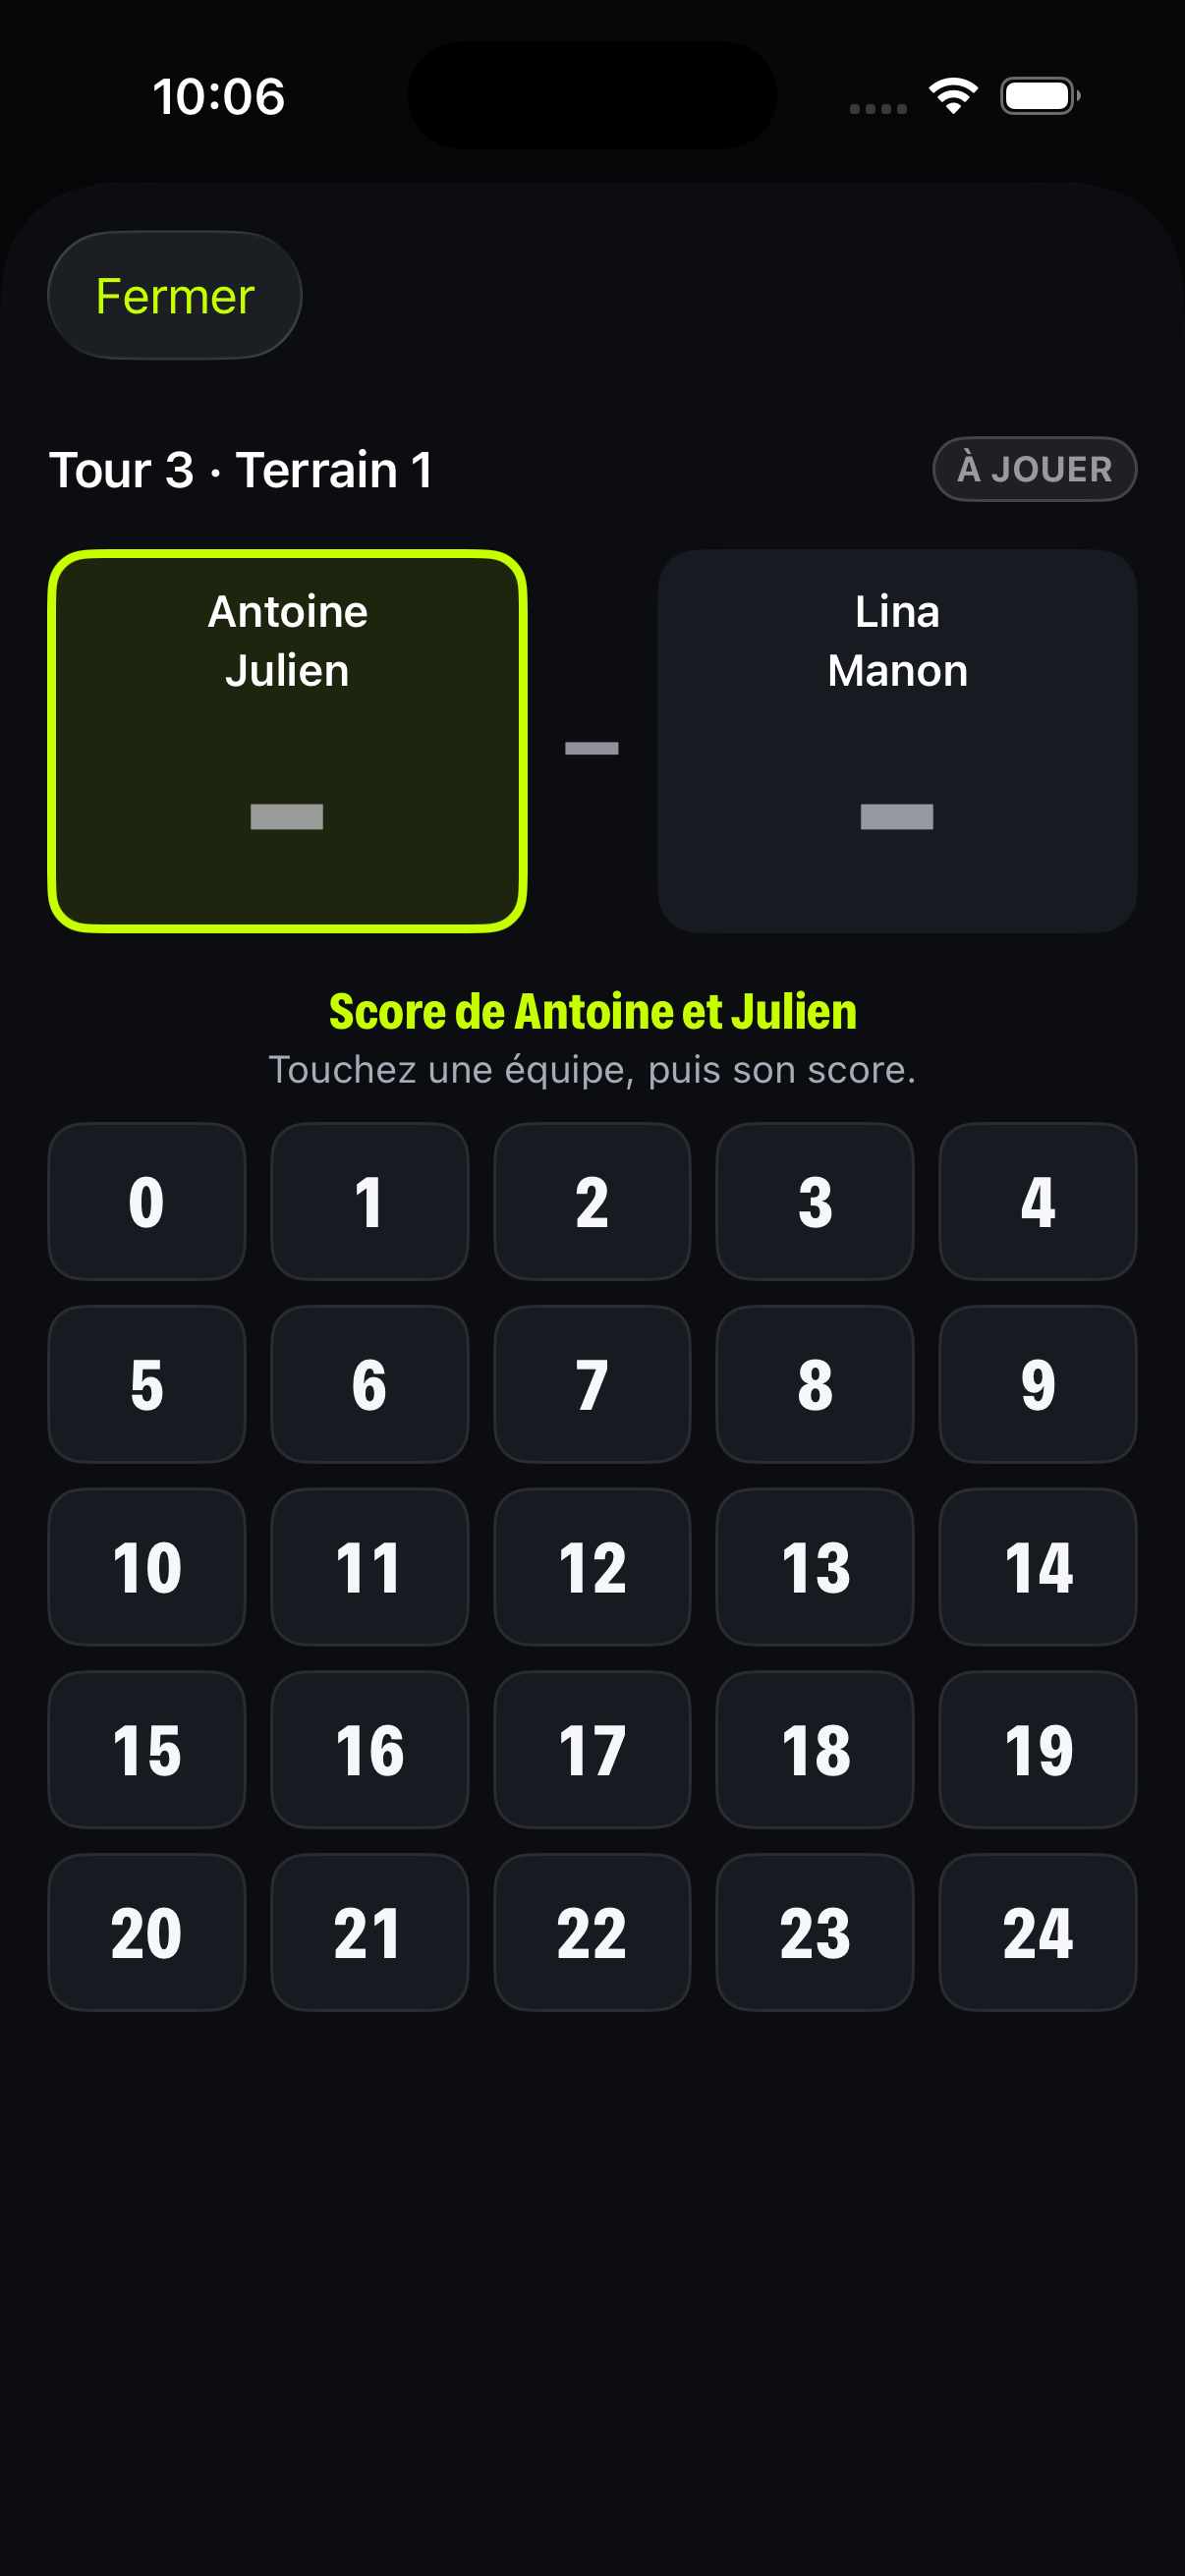 10:06
Fermer
Tour 3 · Terrain 1
À JOUER
Antoine
Julien
–
–
Lina
Manon
–
Score de Antoine et Julien
Touchez une équipe, puis son score.
0 1 2 3 4
5 6 7 8 9
10 11 12 13 14
15 16 17 18 19
20 21 22 23 24